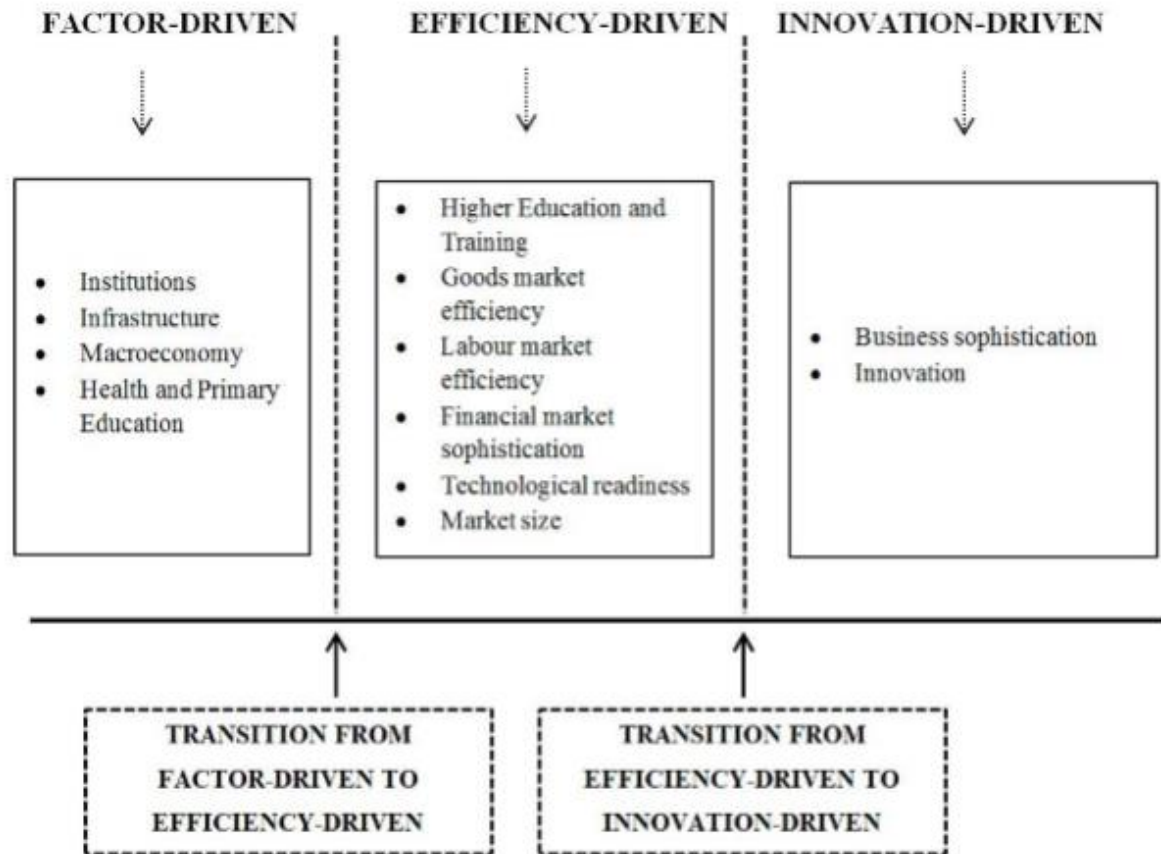 FACTOR-DRIVEN
EFFICIENCY-DRIVEN
INNOVATION-DRIVEN
• Institutions
• Infrastructure
• Macroeconomy
• Health and Primary
Education
• Higher Education and
Training
• Goods market
efficiency
• Labour market
efficiency
• Financial market
sophistication
• Technological readiness
• Market size
• Business sophistication
• Innovation
TRANSITION FROM
FACTOR-DRIVEN TO
EFFICIENCY-DRIVEN
TRANSITION FROM
EFFICIENCY-DRIVEN TO
INNOVATION-DRIVEN